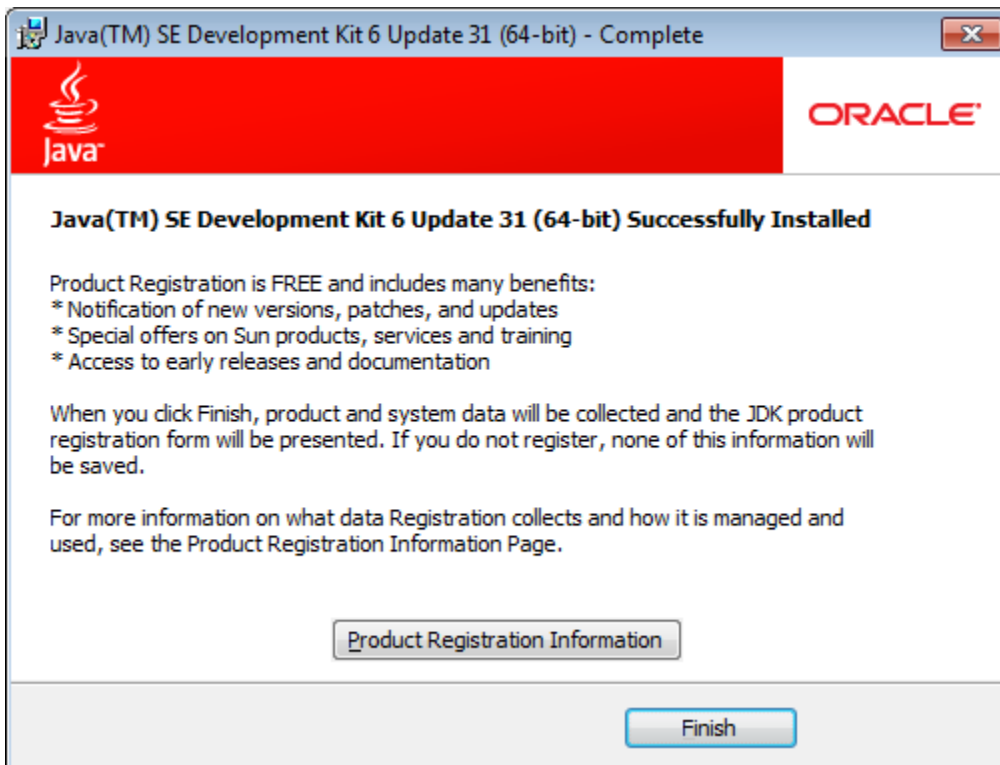 Java(TM) SE Development Kit 6 Update 31 (64-bit) - Complete
Java™
ORACLE®
Java(TM) SE Development Kit 6 Update 31 (64-bit) Successfully Installed
Product Registration is FREE and includes many benefits:
* Notification of new versions, patches, and updates
* Special offers on Sun products, services and training
* Access to early releases and documentation
When you click Finish, product and system data will be collected and the JDK product
registration form will be presented. If you do not register, none of this information will
be saved.
For more information on what data Registration collects and how it is managed and
used, see the Product Registration Information Page.
Product Registration Information
Finish